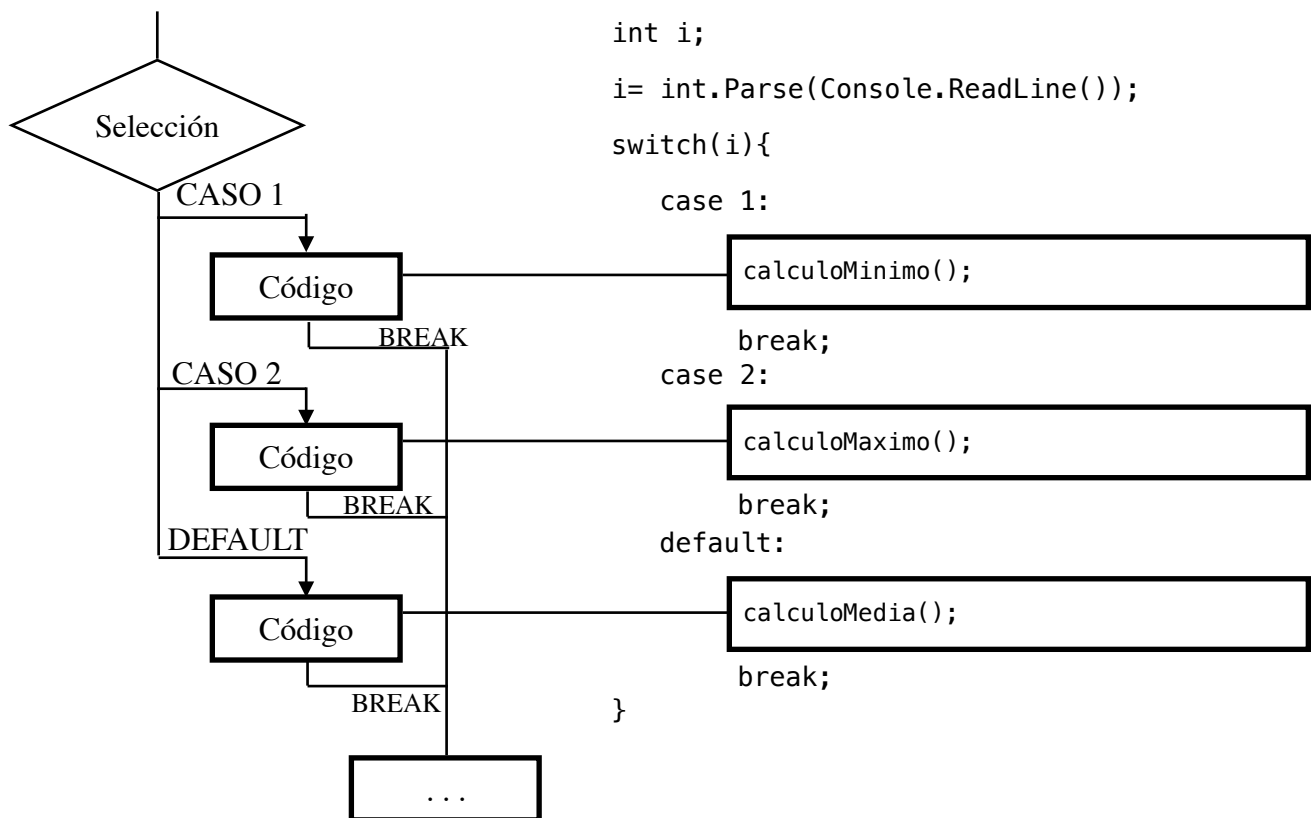 Selección
CASO 1
Código
BREAK
CASO 2
Código
BREAK
DEFAULT
Código
BREAK
. . .
int i;
i= int.Parse(Console.ReadLine());
switch(i){
case 1:
calculoMinimo();
break;
case 2:
calculoMaximo();
break;
default:
calculoMedia();
break;
}